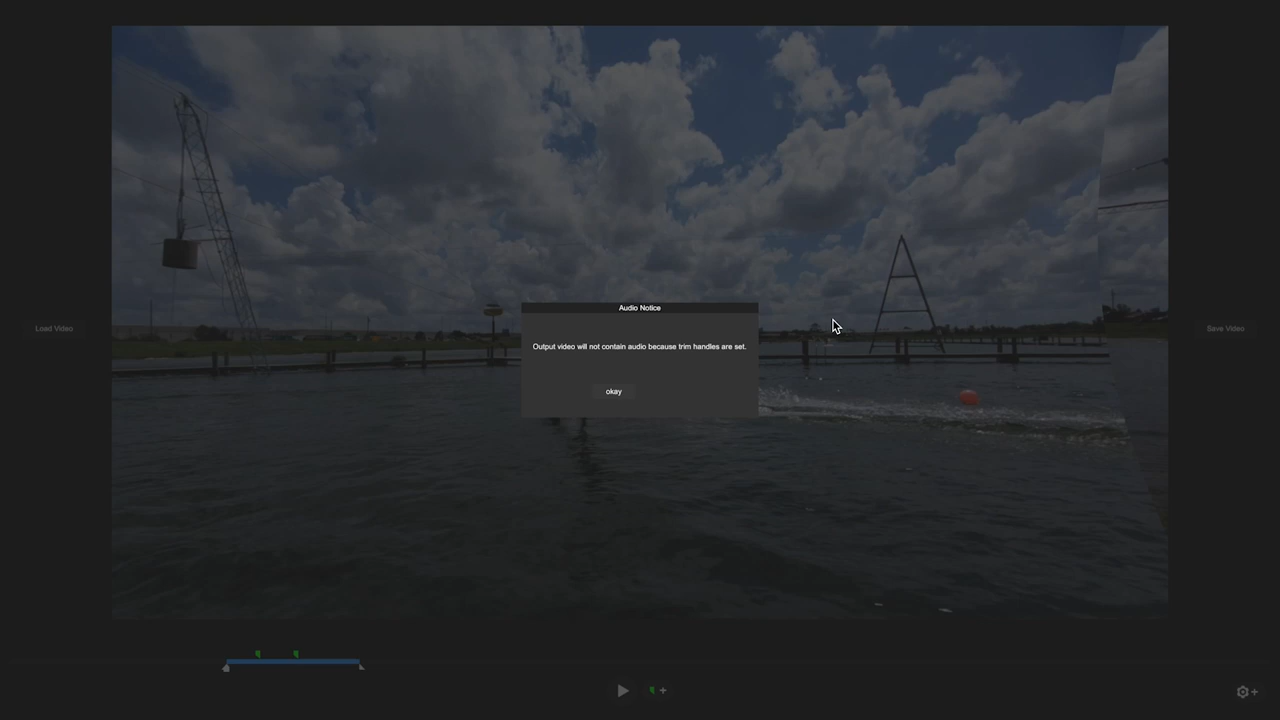 Audio Notice
Load Video
Save Video
Output video will not contain audio because trim handles are set.
okay